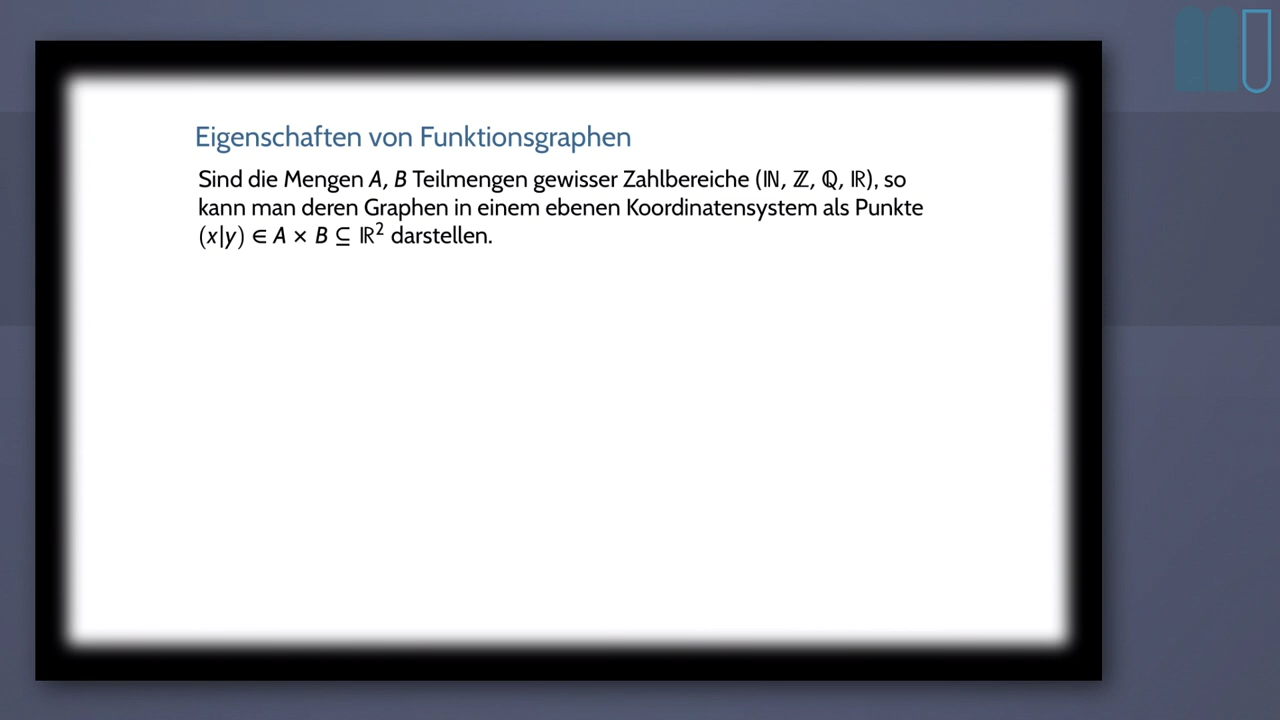 Eigenschaften von Funktionsgraphen
Sind die Mengen A, B Teilmengen gewisser Zahlbereiche (ℕ, ℤ, ℚ, ℝ), so
kann man deren Graphen in einem ebenen Koordinatensystem als Punkte
(x|y) ∈ A × B ⊆ ℝ² darstellen.